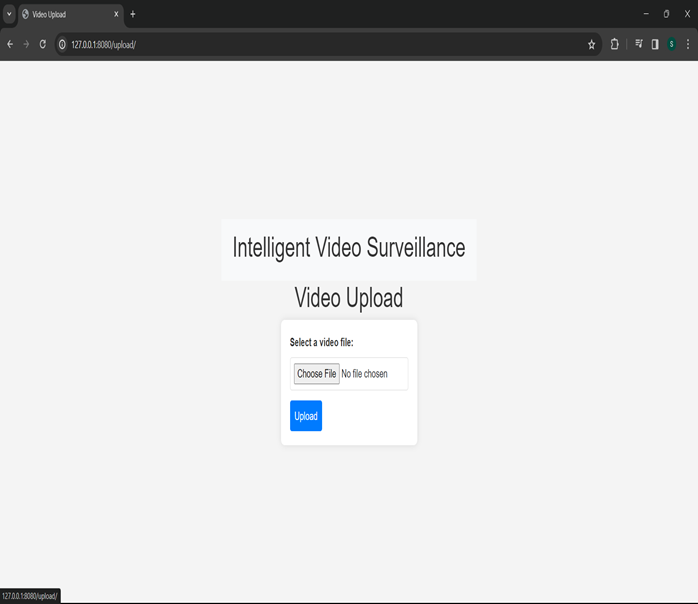 Video Upload
127.0.0.1:8080/upload/
S
Intelligent Video Surveillance
Video Upload
Select a video file:
Choose File No file chosen
Upload
127.0.0.1:8080/upload/